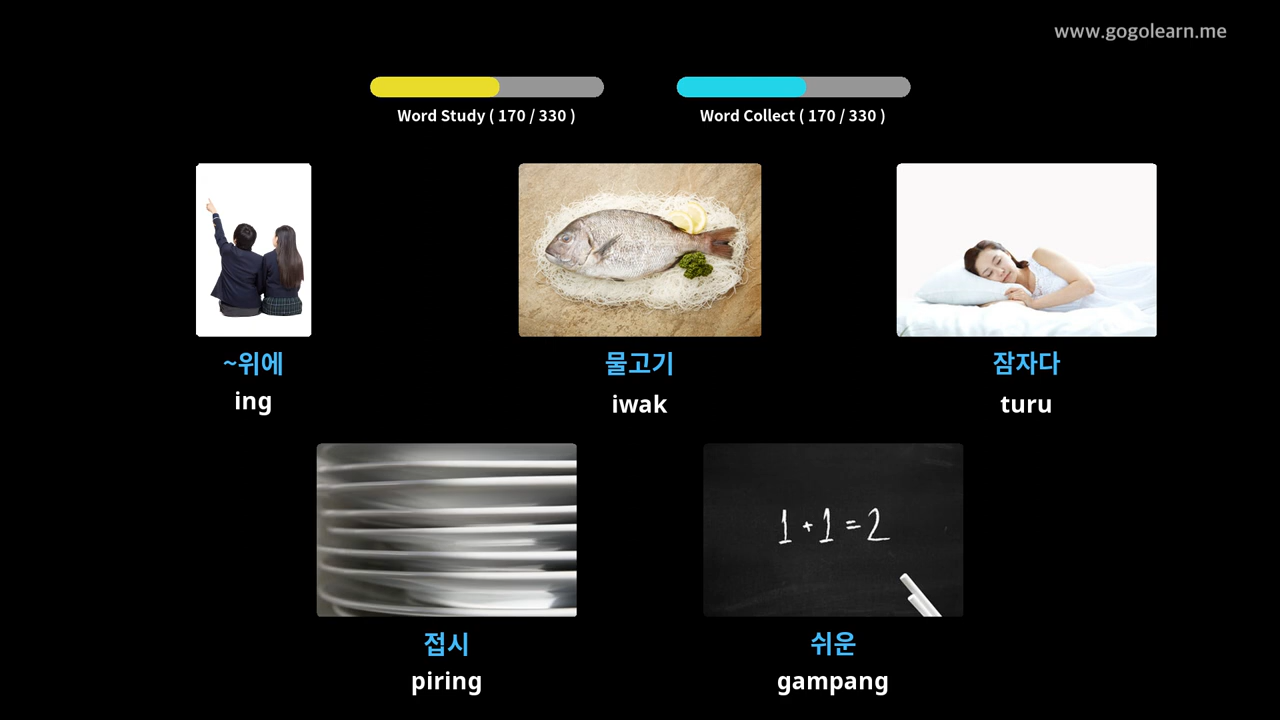 www.gogolearn.me
Word Study ( 170 / 330 )
Word Collect ( 170 / 330 )
~위에
ing
물고기
iwak
잠자다
turu
1 + 1 = 2
접시
piring
쉬운
gampang